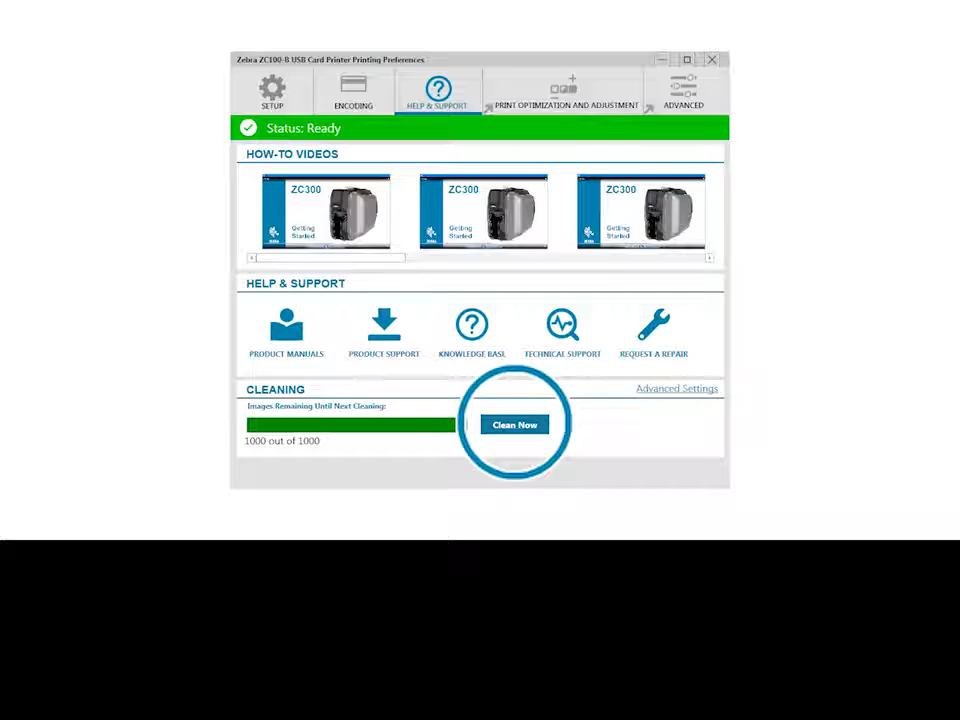 Zebra ZC100-B USB Card Printer Printing Preferences
SETUP
ENCODING
HELP & SUPPORT
PRINT OPTIMIZATION AND ADJUSTMENT
ADVANCED
Status: Ready
HOW-TO VIDEOS
ZC300
Getting
Started
ZC300
Getting
Started
ZC300
Getting
Started
HELP & SUPPORT
PRODUCT MANUALS
PRODUCT SUPPORT
KNOWLEDGE BASE
TECHNICAL SUPPORT
REQUEST A REPAIR
CLEANING
Advanced Settings
Images Remaining Until Next Cleaning:
Clean Now
1000 out of 1000